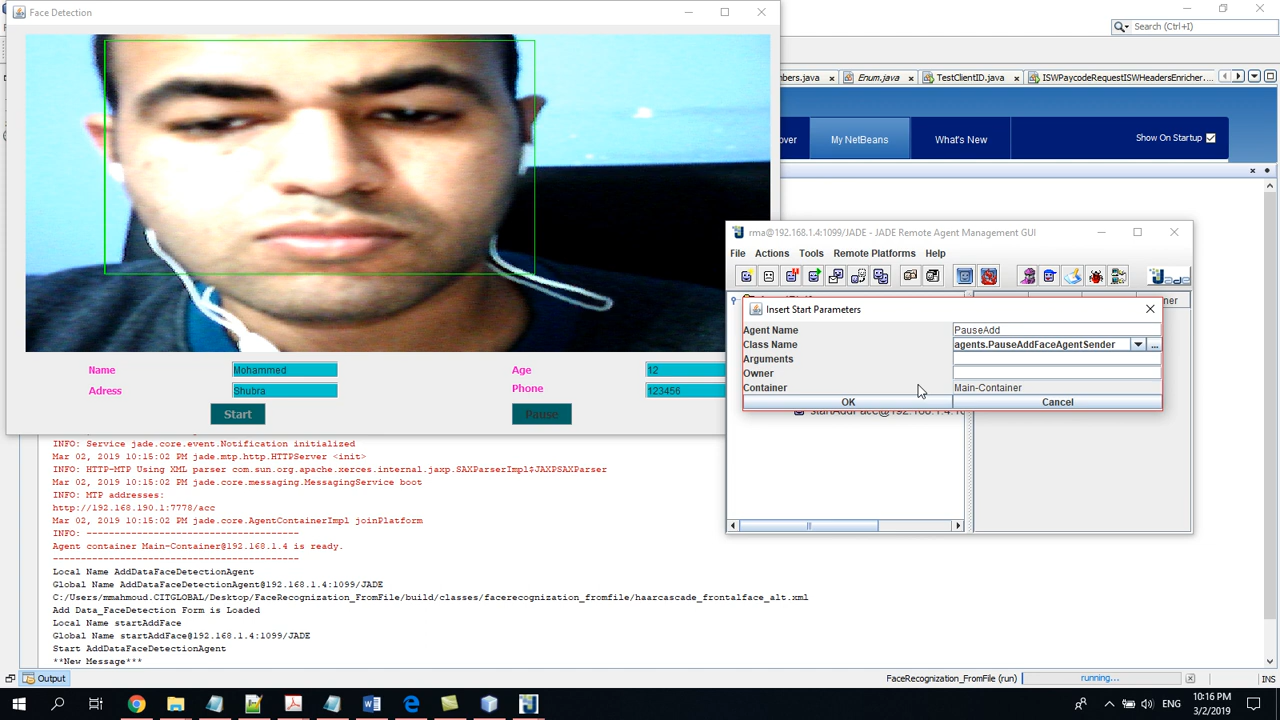 Face Detection
Search (Ctrl+I)
nbers.java
Enum.java
TestClientID.java
ISWPaycodeRequestISWHeadersEnricher....
over
My NetBeans
What's New
Show On Startup
Name
Mohammed
Age
12
Adress
Shubra
Phone
123456
Start
Pause
rma@192.168.1.4:1099/JADE - JADE Remote Agent Management GUI
File Actions Tools Remote Platforms Help
Insert Start Parameters
Agent Name
PauseAdd
Class Name
agents.PauseAddFaceAgentSender
...
Arguments
Owner
Container
Main-Container
OK
Cancel
startAddFace@192.168.1.4:1
INFO: Service jade.core.event.Notification initialized
Mar 02, 2019 10:15:02 PM jade.mtp.http.HTTPServer <init>
INFO: HTTP-MTP Using XML parser com.sun.org.apache.xerces.internal.jaxp.SAXParserImpl$JAXPSAXParser
Mar 02, 2019 10:15:02 PM jade.core.messaging.MessagingService boot
INFO: MTP addresses:
http://192.168.190.1:7778/acc
Mar 02, 2019 10:15:02 PM jade.core.AgentContainerImpl joinPlatform
INFO: --------------------------------------
Agent container Main-Container@192.168.1.4 is ready.
--------------------------------------------
Local Name AddDataFaceDetectionAgent
Global Name AddDataFaceDetectionAgent@192.168.1.4:1099/JADE
C:/Users/mmahmoud.CITGLOBAL/Desktop/FaceRecognization_FromFile/build/classes/facerecognization_fromfile/haarcascade_frontalface_alt.xml
Add Data_FaceDetection Form is Loaded
Local Name startAddFace
Global Name startAddFace@192.168.1.4:1099/JADE
Start AddDataFaceDetectionAgent
**New Message***
Output
FaceRecognization_FromFile (run)
running...
INS
ENG
10:16 PM
3/2/2019